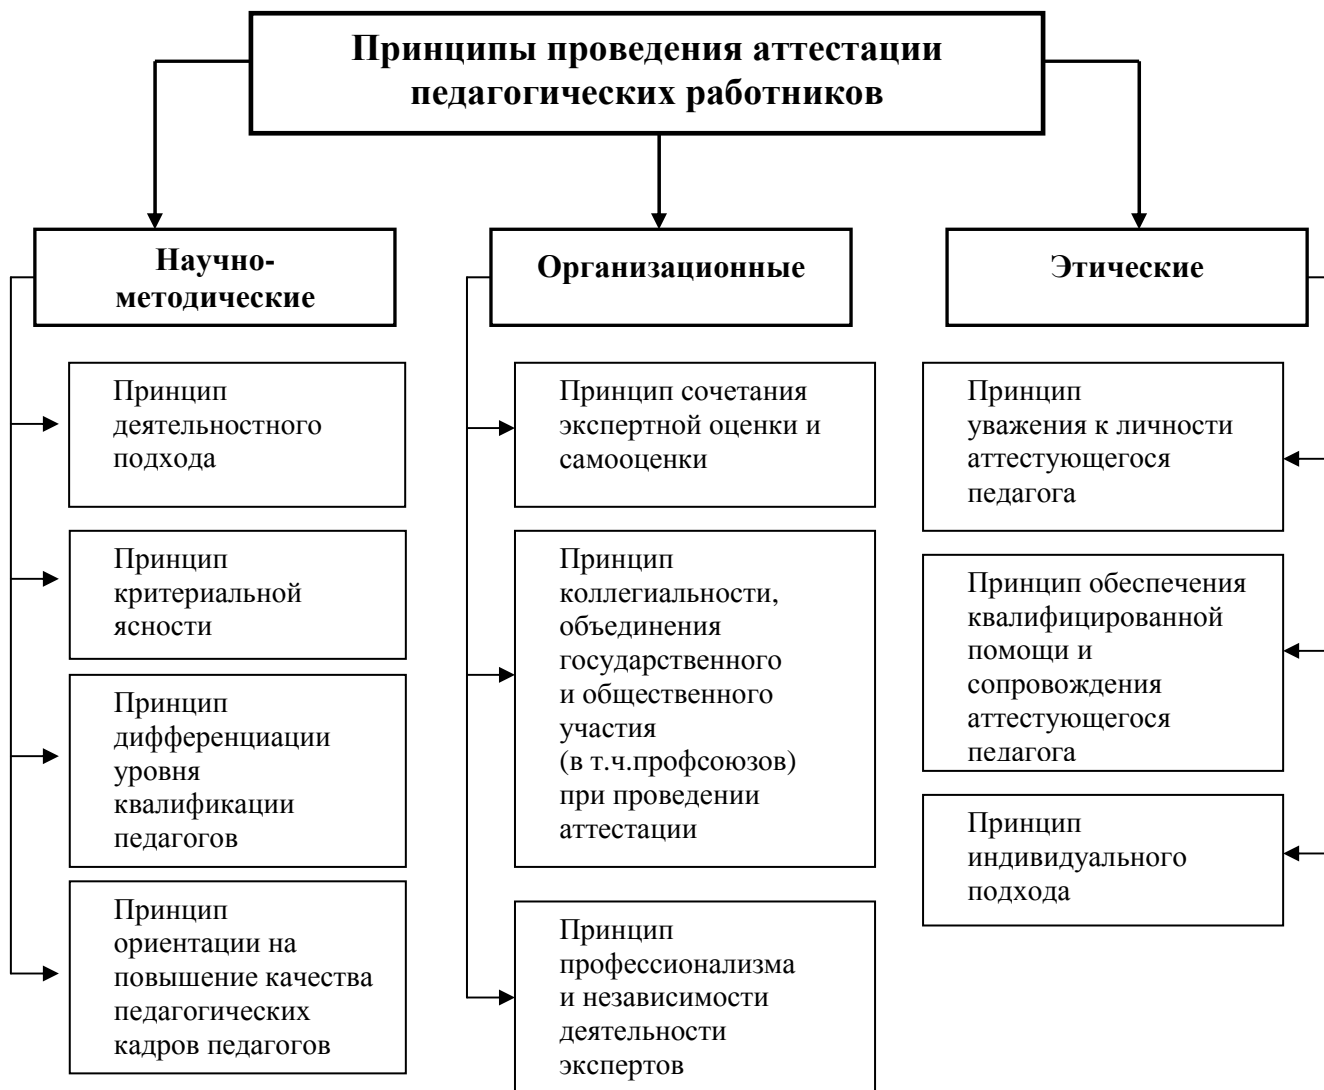 Принципы проведения аттестации
педагогических работников
Научно-
методические
Принцип
деятельностного
подхода
Принцип
критериальной
ясности
Принцип
дифференциации
уровня
квалификации
педагогов
Принцип
ориентации на
повышение качества
педагогических
кадров педагогов
Организационные
Принцип сочетания
экспертной оценки и
самооценки
Принцип
коллегиальности,
объединения
государственного
и общественного
участия
(в т.ч.профсоюзов)
при проведении
аттестации
Принцип
профессионализма
и независимости
деятельности
экспертов
Этические
Принцип
уважения к личности
аттестующегося
педагога
Принцип обеспечения
квалифицированной
помощи и
сопровождения
аттестующегося
педагога
Принцип
индивидуального
подхода